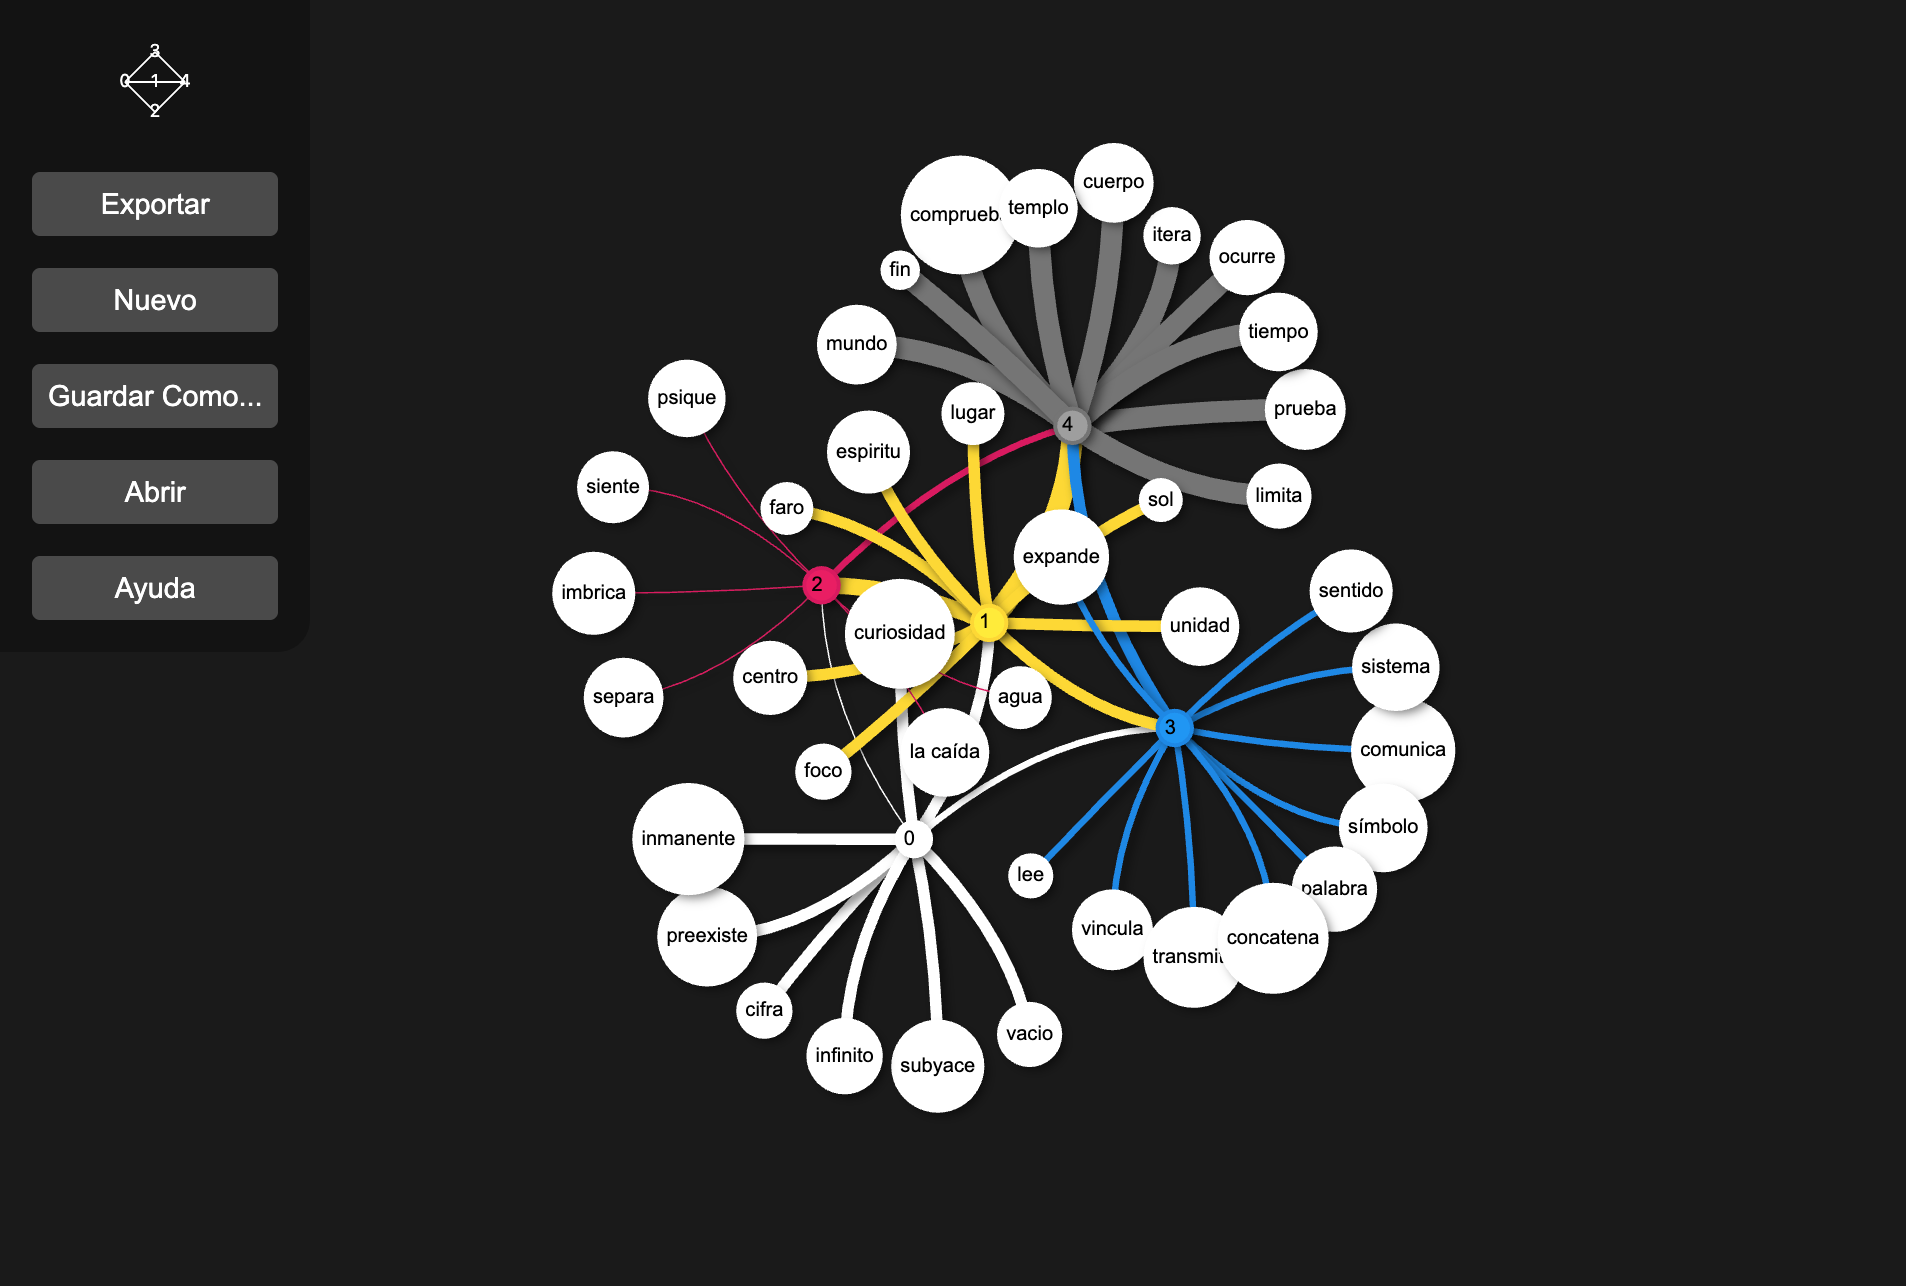 3
0 1 4
2
Exportar
Nuevo
Guardar Como...
Abrir
Ayuda
cuerpo
comprueb
templo
itera
ocurre
fin
tiempo
mundo
psique
prueba
lugar
4
espiritu
siente
limita
sol
faro
expande
2
imbrica
sentido
1
unidad
curiosidad
sistema
centro
separa
agua
3
comunica
la caída
foco
símbolo
inmanente
0
lee
palabra
vincula
preexiste
concatena
transmit
cifra
vacio
infinito
subyace